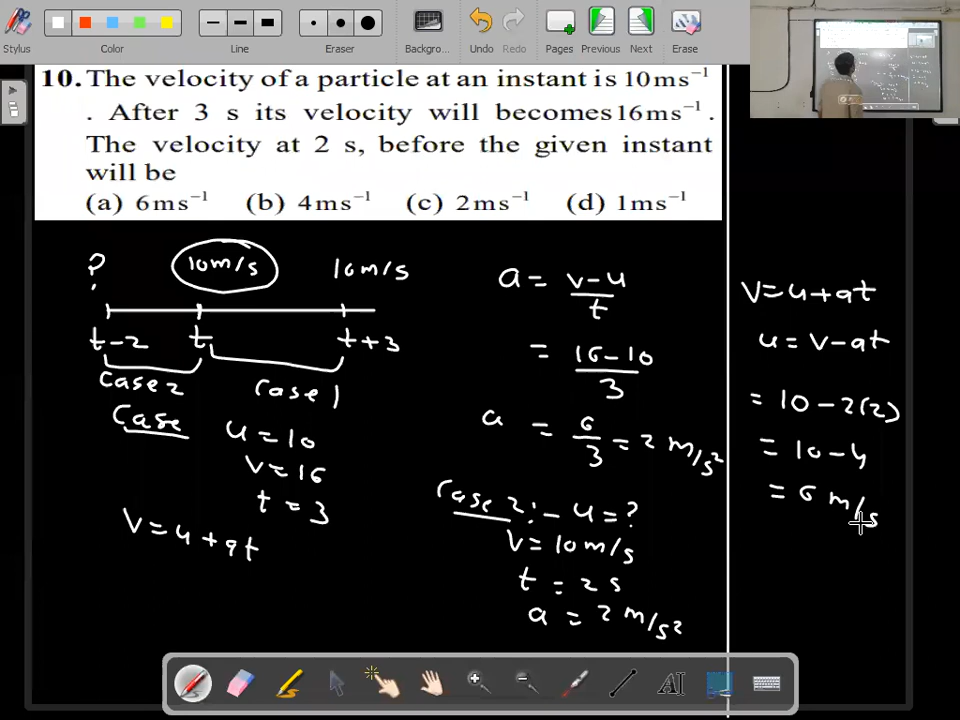 Stylus
Color
Line
Eraser
Backgro...
Undo
Redo
Pages
Previous
Next
Erase
10. The velocity of a particle at an instant is 10ms⁻¹
. After 3 s its velocity will becomes 16ms⁻¹ .
The velocity at 2 s, before the given instant
will be
(a) 6ms⁻¹ (b) 4ms⁻¹ (c) 2ms⁻¹ (d) 1ms⁻¹
? 10m/s 10m/s
t-2 t t+3
Case 2 Case 1
Case
u = 10
v = 16
t = 3
V = u + at
a = v-u/t
= 16-10/3
a = 6/3 = 2 m/s²
Case 2:- u = ?
V = 10m/s
t = 2 s
a = 2 m/s²
V = u + at
u = v - at
= 10 - 2(2)
= 10 - 4
= 6 m/s
AI